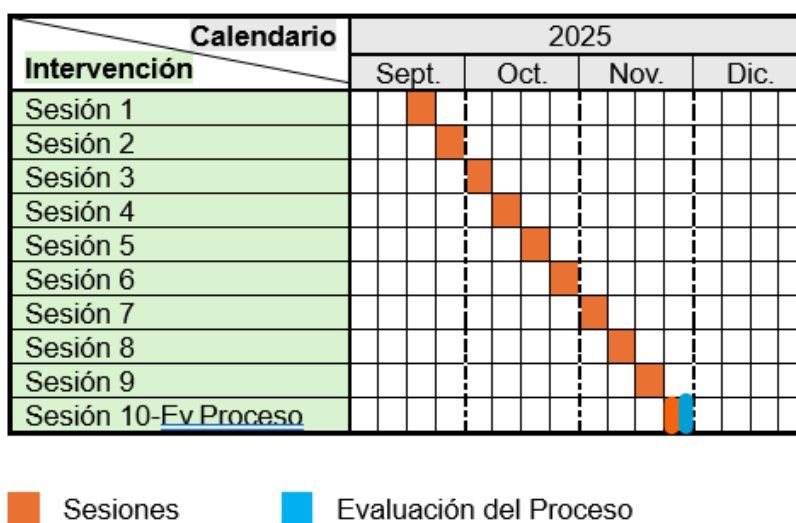 Calendario
2025
Intervención
Sept. Oct. Nov. Dic.
Sesión 1
Sesión 2
Sesión 3
Sesión 4
Sesión 5
Sesión 6
Sesión 7
Sesión 8
Sesión 9
Sesión 10-Ev Proceso
Sesiones Evaluación del Proceso